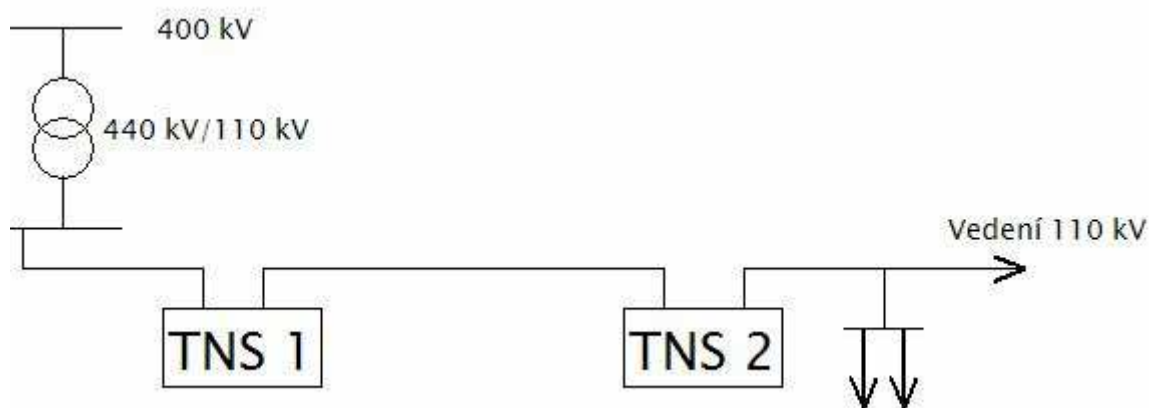 400 kV
440 kV/110 kV
Vedení 110 kV
TNS 1
TNS 2